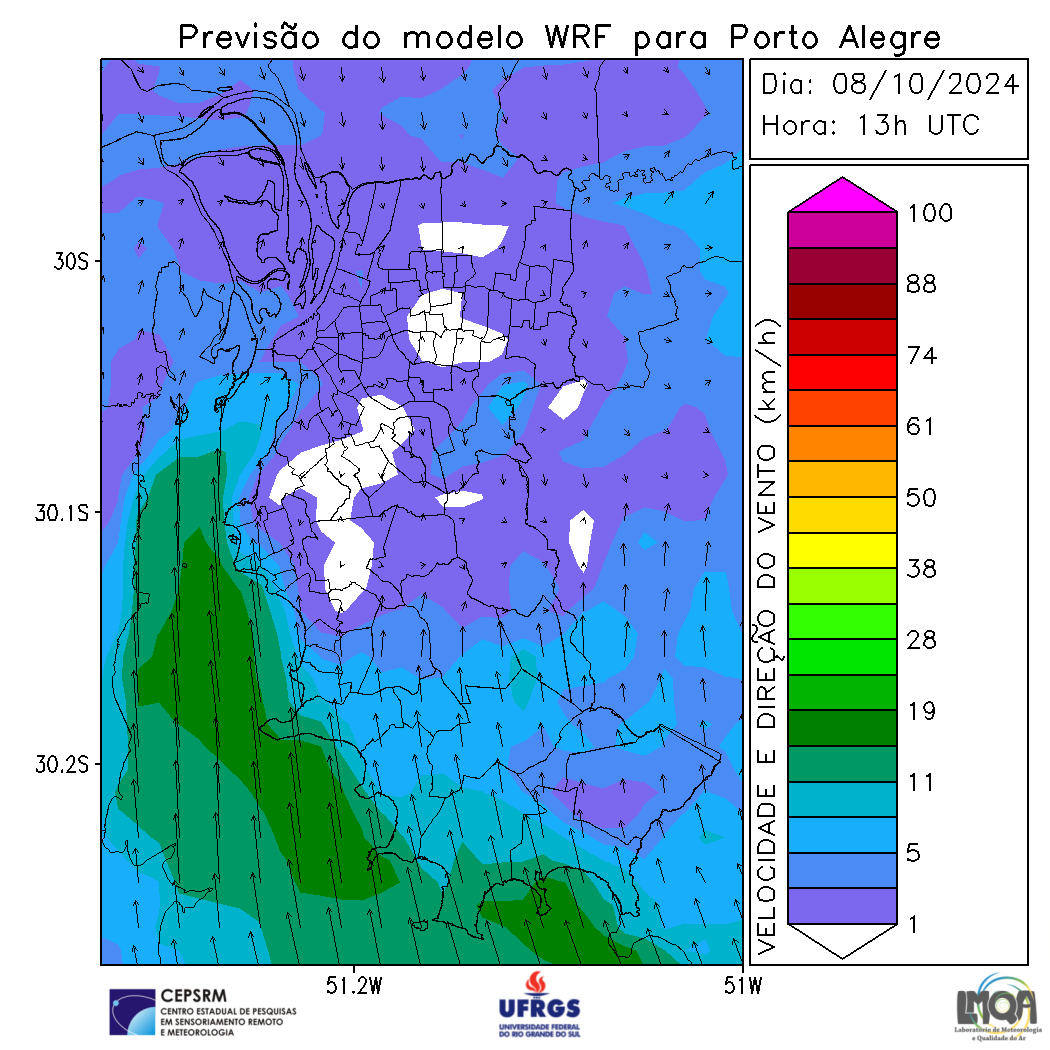 Previsão do modelo WRF para Porto Alegre
Dia: 08/10/2024
Hora: 13h UTC
30S
30.1S
30.2S
51.2W
51W
VELOCIDADE E DIREÇÃO DO VENTO (km/h)
100
88
74
61
50
38
28
19
11
5
1
CEPSRM
CENTRO ESTADUAL DE PESQUISAS
EM SENSORIAMENTO REMOTO
E METEOROLOGIA
UFRGS
UNIVERSIDADE FEDERAL
DO RIO GRANDE DO SUL
LMQA
Laboratório de Meteorologia
e Qualidade do Ar